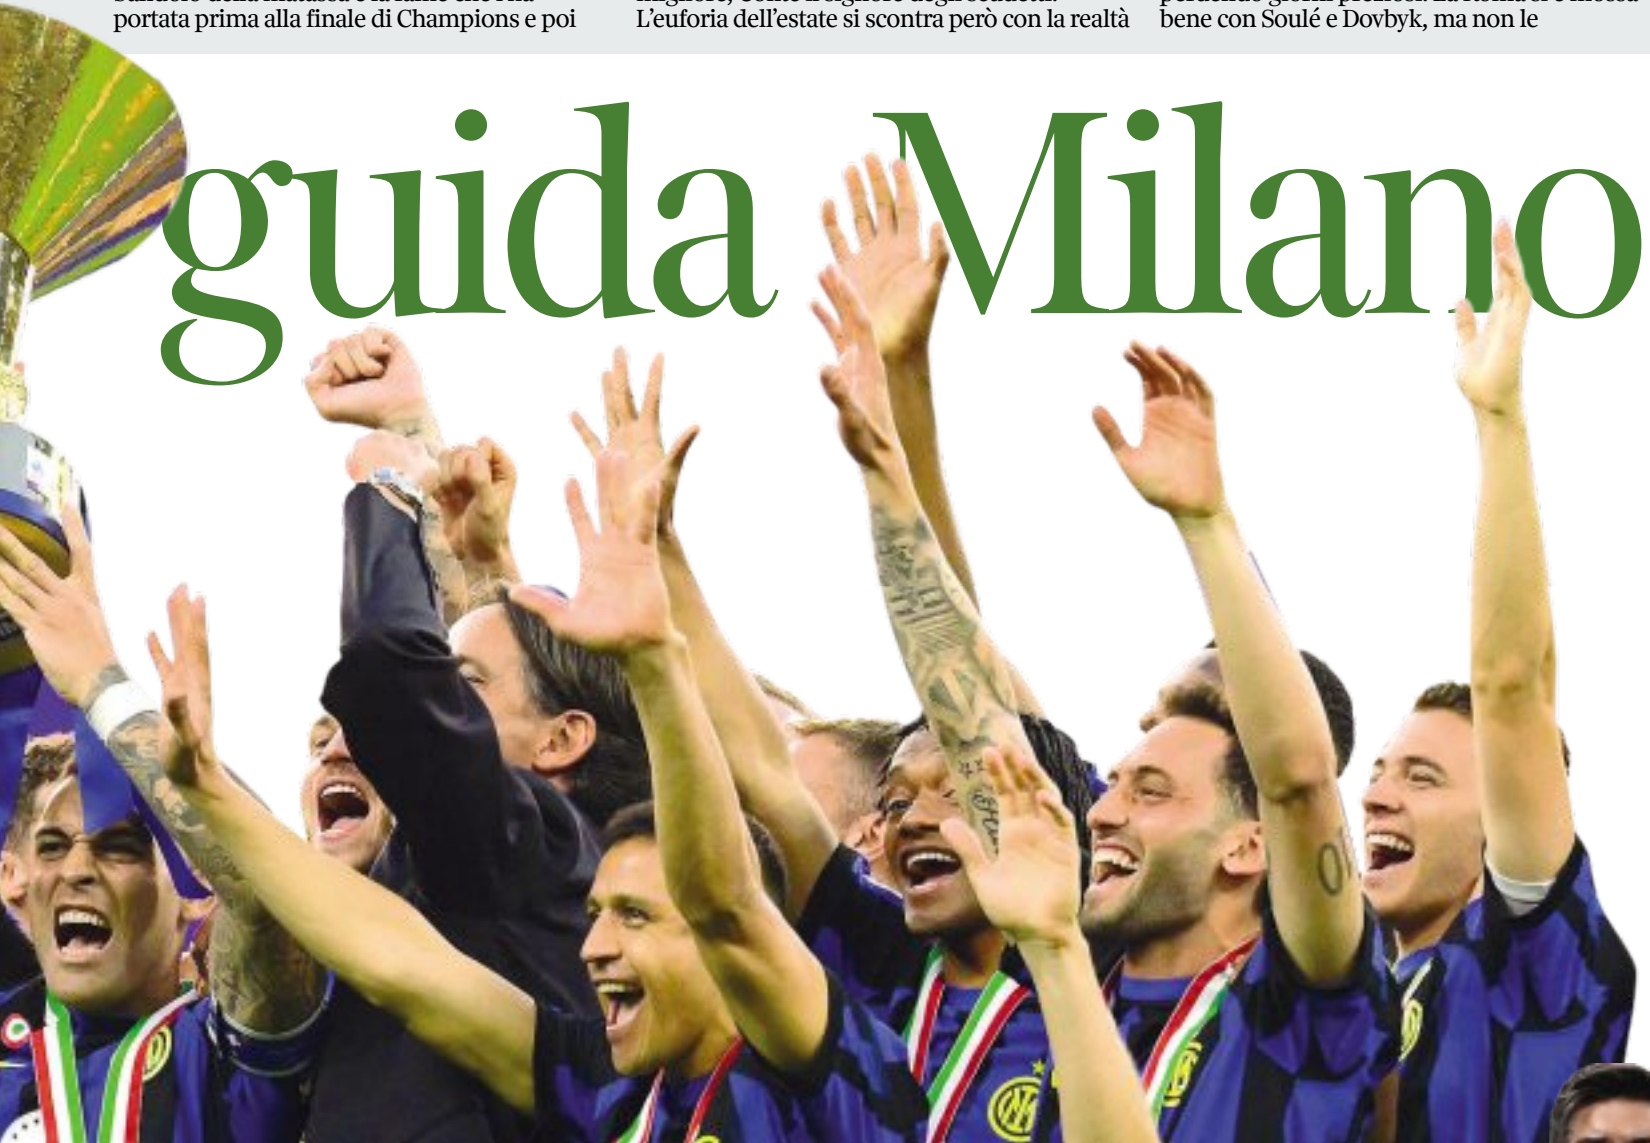 portata prima alla finale di Champions e poi
L’euforia dell’estate si scontra però con la realtà
bene con Soulé e Dovbyk, ma non le
guida Milano